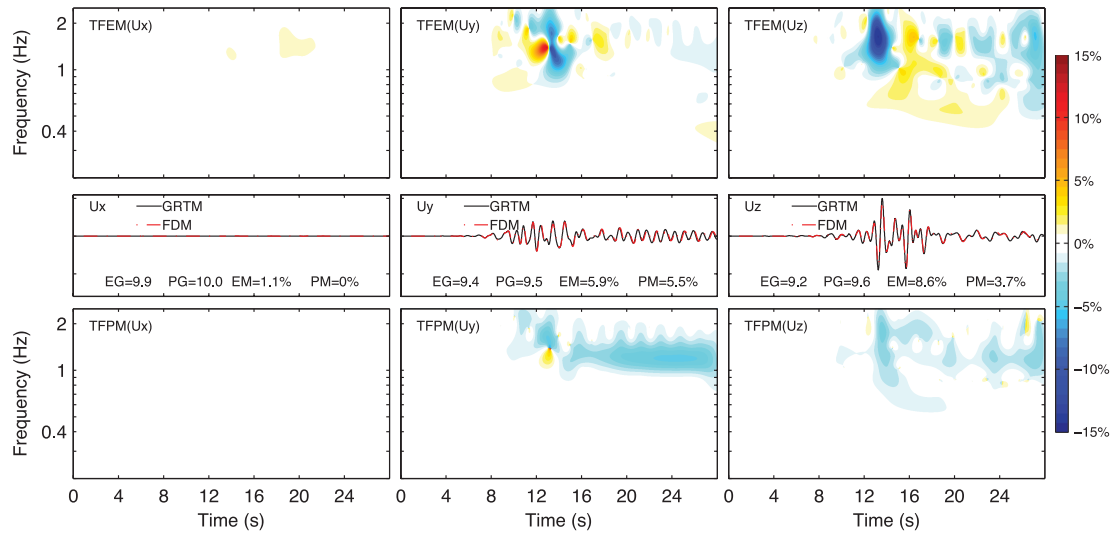 TFEM(Ux) TFEM(Uy) TFEM(Uz)
Frequency (Hz)
2
1
0.4
Ux GRTM
FDM
EG=9.9 PG=10.0 EM=1.1% PM=0%
Uy GRTM
FDM
EG=9.4 PG=9.5 EM=5.9% PM=5.5%
Uz GRTM
FDM
EG=9.2 PG=9.6 EM=8.6% PM=3.7%
TFPM(Ux) TFPM(Uy) TFPM(Uz)
Frequency (Hz)
2
1
0.4
0 4 8 12 16 20 24
0 4 8 12 16 20 24 28
0 4 8 12 16 20 24 28
Time (s) Time (s) Time (s)
15%
10%
5%
0%
−5%
−10%
−15%